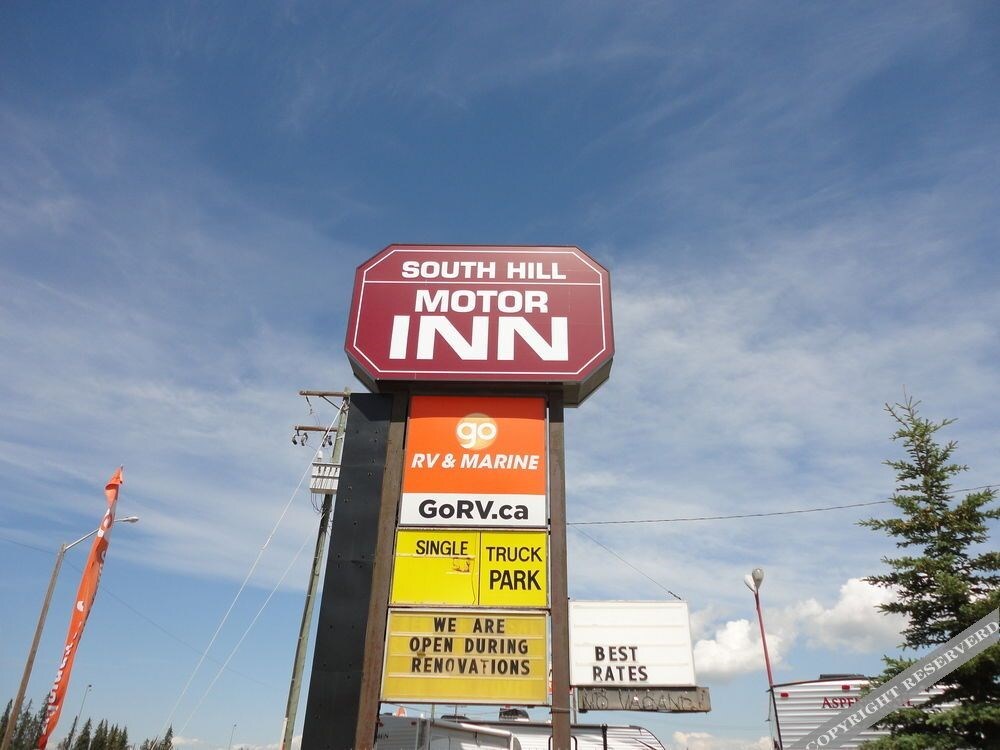 SOUTH HILL
MOTOR
INN
go
RV & MARINE
GoRV.ca
SINGLE
TRUCK
PARK
WE ARE
OPEN DURING
RENOVATIONS
BEST
RATES
NO VACANCY
COPYRIGHT RESERVERD